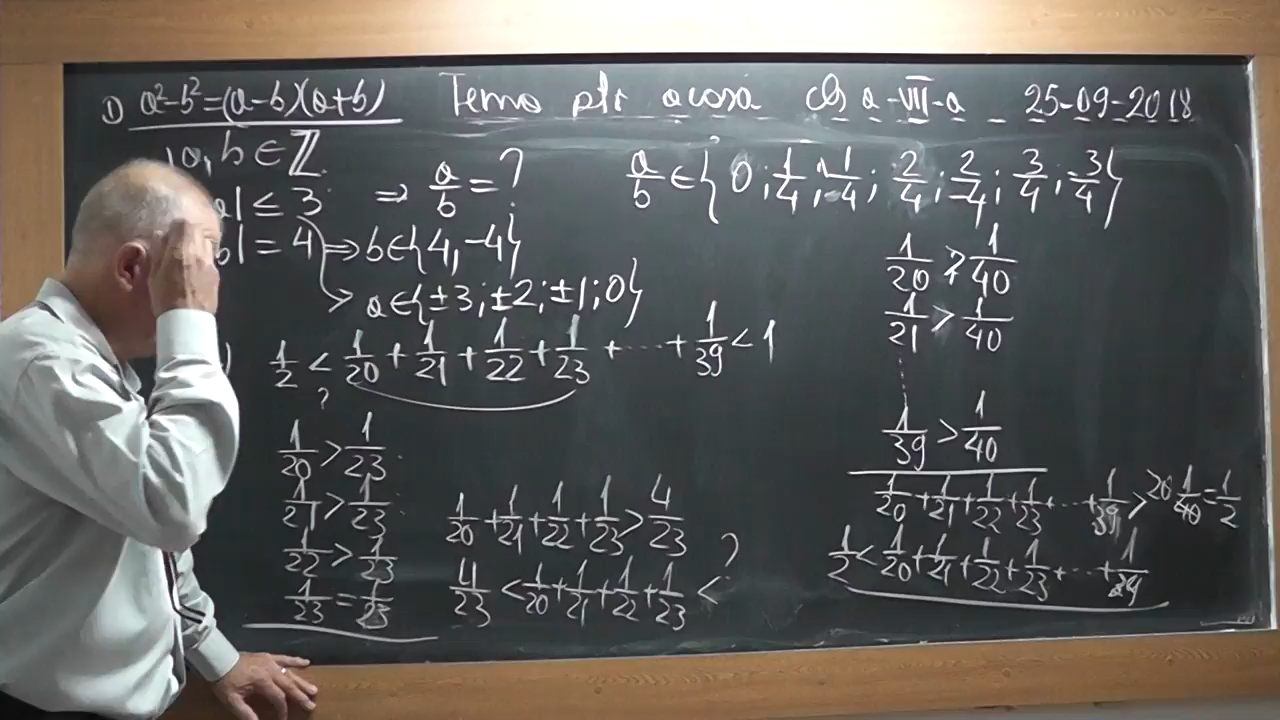 1) a²-b²=(a-b)(a+b) Temo ptr acasă cls a-VII-a 25-09-2018
a,b∈ℤ
a|≤3 ⇒ a/b=? a/b∈{0;1/4;-1/4;2/4;2/-4;3/4;-3/4}
b|=4 ⇒ b∈{4,-4}
a∈{±3;±2;±1;0}
) 1/2 < 1/20+1/21+1/22+1/23+...+1/39<1
?
1/20>1/23
1/21>1/23
1/22>1/23
1/23=1/23
1/20+1/21+1/22+1/23>4/23
4/23<1/20+1/21+1/22+1/23< ?
1/20>1/40
1/21>1/40
1/39>1/40
1/20+1/21+1/22+1/23...+1/39>20 1/40=1/2
1/2<1/20+1/21+1/22+1/23+...+1/39